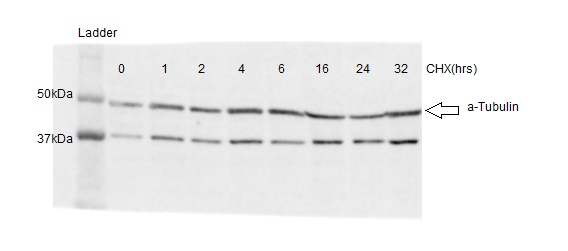 Ladder
0 1 2 4 6 16 24 32 CHX(hrs)
50kDa
a-Tubulin
37kDa